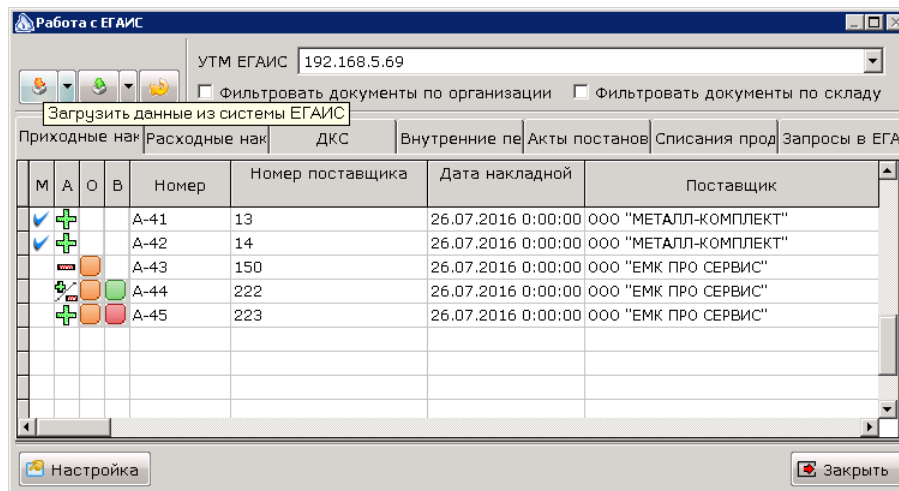 Работа с ЕГАИС
УТМ ЕГАИС 192.168.5.69
Фильтровать документы по организации Фильтровать документы по складу
Загрузить данные из системы ЕГАИС
Приходные нак Расходные нак ДКС Внутренние пе Акты постанов Списания прод Запросы в ЕГА
М А О В Номер Номер поставщика Дата накладной Поставщик
А-41 13 26.07.2016 0:00:00 ООО "МЕТАЛЛ-КОМПЛЕКТ"
А-42 14 26.07.2016 0:00:00 ООО "МЕТАЛЛ-КОМПЛЕКТ"
А-43 150 26.07.2016 0:00:00 ООО "ЕМК ПРО СЕРВИС"
А-44 222 26.07.2016 0:00:00 ООО "ЕМК ПРО СЕРВИС"
А-45 223 26.07.2016 0:00:00 ООО "ЕМК ПРО СЕРВИС"
Настройка Закрыть